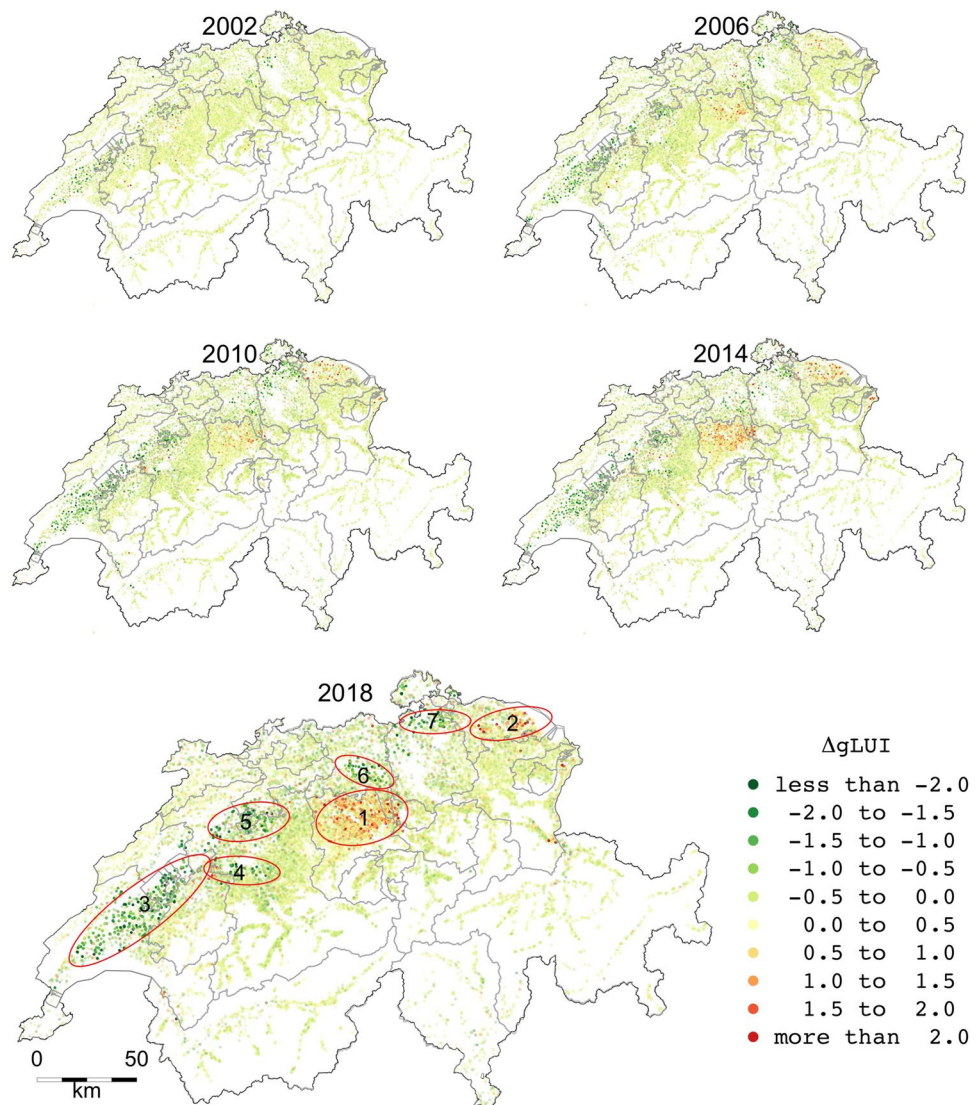 2002
2006
2010
2014
2018
7
2
6
1
5
4
3
ΔgLUI
less than -2.0
-2.0 to -1.5
-1.5 to -1.0
-1.0 to -0.5
-0.5 to 0.0
0.0 to 0.5
0.5 to 1.0
1.0 to 1.5
1.5 to 2.0
more than 2.0
0 50
km